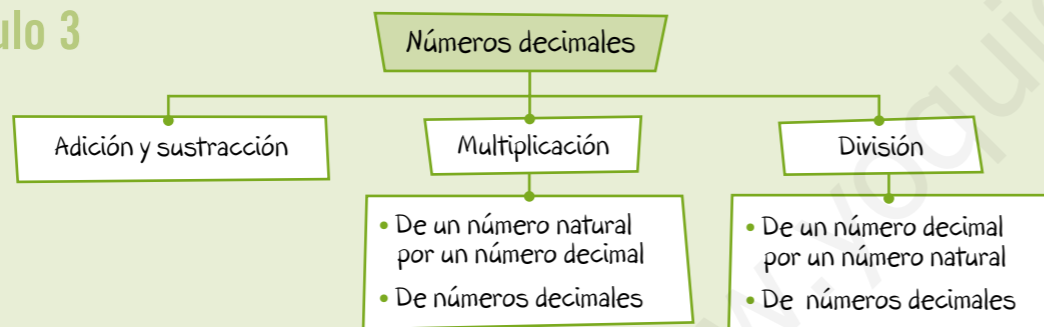 ulo 3
Números decimales
Adición y sustracción
Multiplicación
División
• De un número natural
por un número decimal
• De números decimales
• De un número decimal
por un número natural
• De números decimales